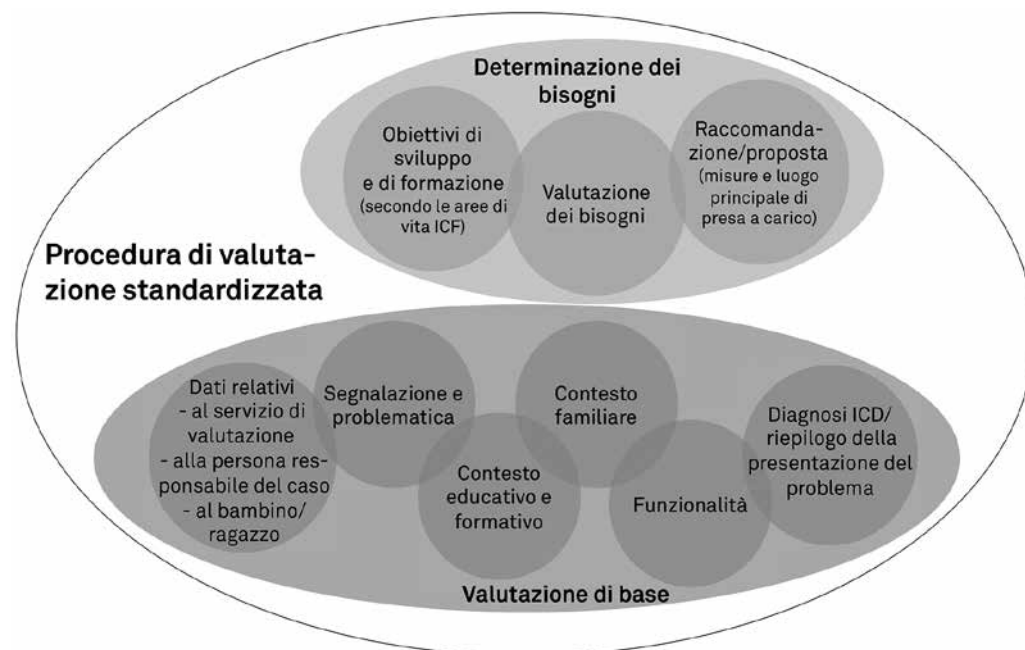 Determinazione dei
bisogni
Obiettivi di
sviluppo
e di formazione
(secondo le aree di
vita ICF)
Valutazione
dei bisogni
Raccomanda-
zione/proposta
(misure e luogo
principale di
presa a carico)
Procedura di valuta-
zione standardizzata
Dati relativi
- al servizio di
valutazione
- alla persona res-
ponsabile del caso
- al bambino/
ragazzo
Segnalazione e
problematica
Contesto
educativo e
formativo
Contesto
familiare
Funzionalità
Diagnosi ICD/
riepilogo della
presentazione del
problema
Valutazione di base